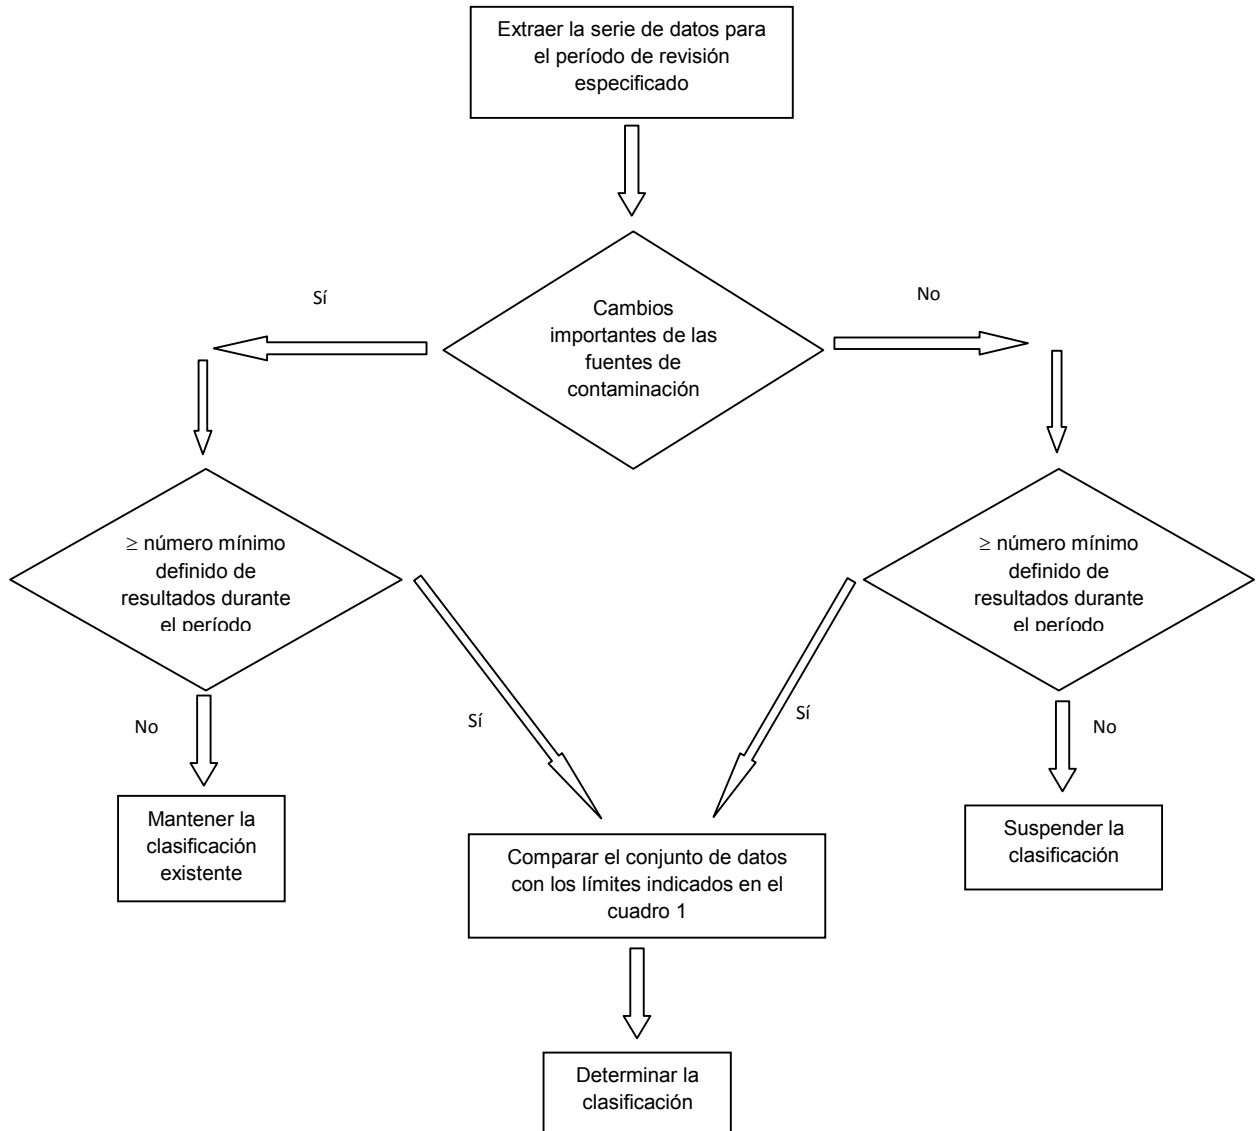 Extraer la serie de datos para
el período de revisión
especificado
Sí
No
Cambios
importantes de las
fuentes de
contaminación
≥ número mínimo
definido de
resultados durante
el período
≥ número mínimo
definido de
resultados durante
el período
No
Sí
Sí
No
Mantener la
clasificación
existente
Comparar el conjunto de datos
con los límites indicados en el
cuadro 1
Suspender la
clasificación
Determinar la
clasificación